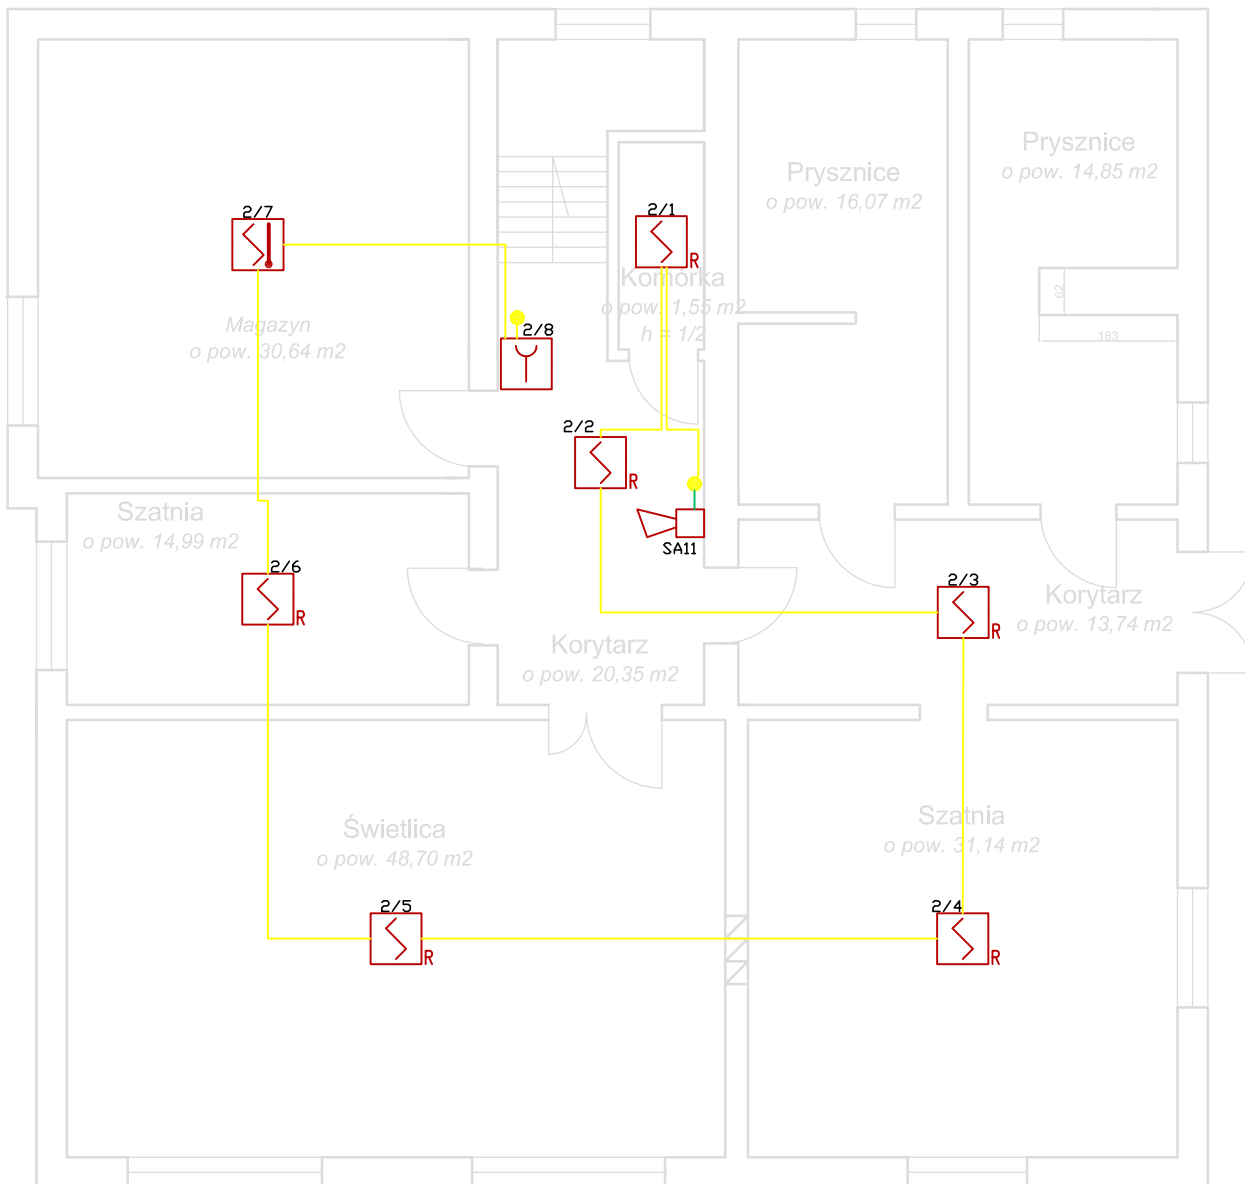 Prysznice
o pow. 14,85 m2
Prysznice
o pow. 16,07 m2
2/7
2/1
R
Komórka
o pow. 1,55 m2
h = 1/2
62
183
Magazyn
o pow. 30,64 m2
2/8
2/2
R
SA11
Szatnia
o pow. 14,99 m2
2/6
R
2/3
R
Korytarz
o pow. 13,74 m2
Korytarz
o pow. 20,35 m2
Świetlica
o pow. 48,70 m2
Szatnia
o pow. 31,14 m2
2/5
R
2/4
R